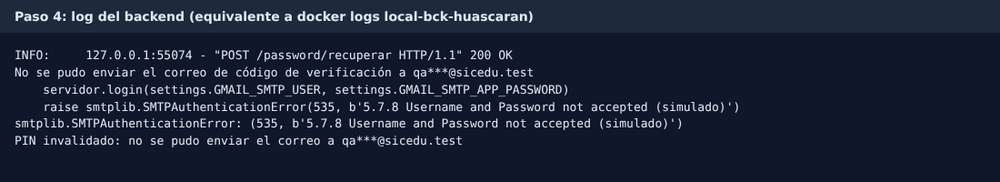 Paso 4: log del backend (equivalente a docker logs local-bck-huascaran)
INFO:     127.0.0.1:55074 - "POST /password/recuperar HTTP/1.1" 200 OK
No se pudo enviar el correo de código de verificación a qa***@sicedu.test
    servidor.login(settings.GMAIL_SMTP_USER, settings.GMAIL_SMTP_APP_PASSWORD)
    raise smtplib.SMTPAuthenticationError(535, b'5.7.8 Username and Password not accepted (simulado)')
smtplib.SMTPAuthenticationError: (535, b'5.7.8 Username and Password not accepted (simulado)')
PIN invalidado: no se pudo enviar el correo a qa***@sicedu.test